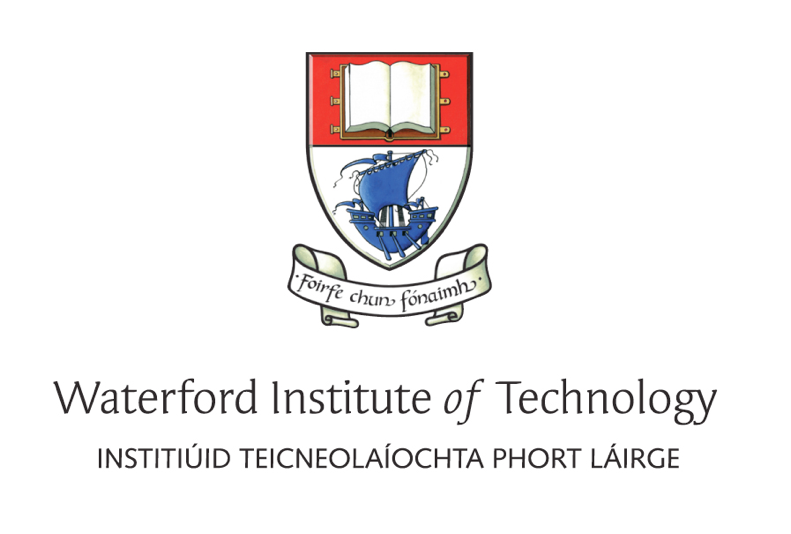 ·Foirfe chun fónaimh·
Waterford Institute of Technology
INSTITIÚID TEICNEOLAÍOCHTA PHORT LÁIRGE